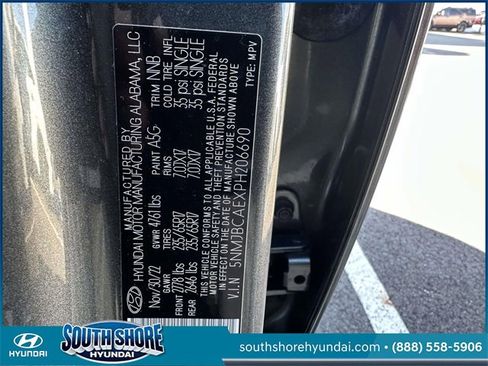 MANUFACTURED BY
HYUNDAI MOTOR MANUFACTURING ALABAMA, LLC
Nov/30/22 GVWR 4761 lbs PAINT A5G TRIM NNB
GAWR TIRES RIMS COLD TIRE INFL.
FRONT 2778 lbs 235/65R17 7.0JX17 35 psi SINGLE
REAR 2646 lbs 235/65R17 7.0JX17 35 psi SINGLE
THIS VEHICLE CONFORMS TO ALL APPLICABLE U.S.A. FEDERAL
MOTOR VEHICLE SAFETY AND THEFT PREVENTION STANDARDS
IN EFFECT ON THE DATE OF MANUFACTURE SHOWN ABOVE
V.I.N: 5NMJBCAEXPH206690 TYPE: MPV
HYUNDAI
SOUTH SHORE
HYUNDAI
southshorehyundai.com • (888) 558-5906